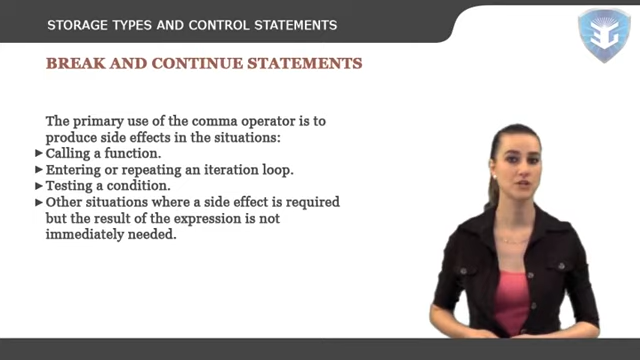 STORAGE TYPES AND CONTROL STATEMENTS
BREAK AND CONTINUE STATEMENTS
The primary use of the comma operator is to
produce side effects in the situations:
▶Calling a function.
▶Entering or repeating an iteration loop.
▶Testing a condition.
▶Other situations where a side effect is required
but the result of the expression is not
immediately needed.